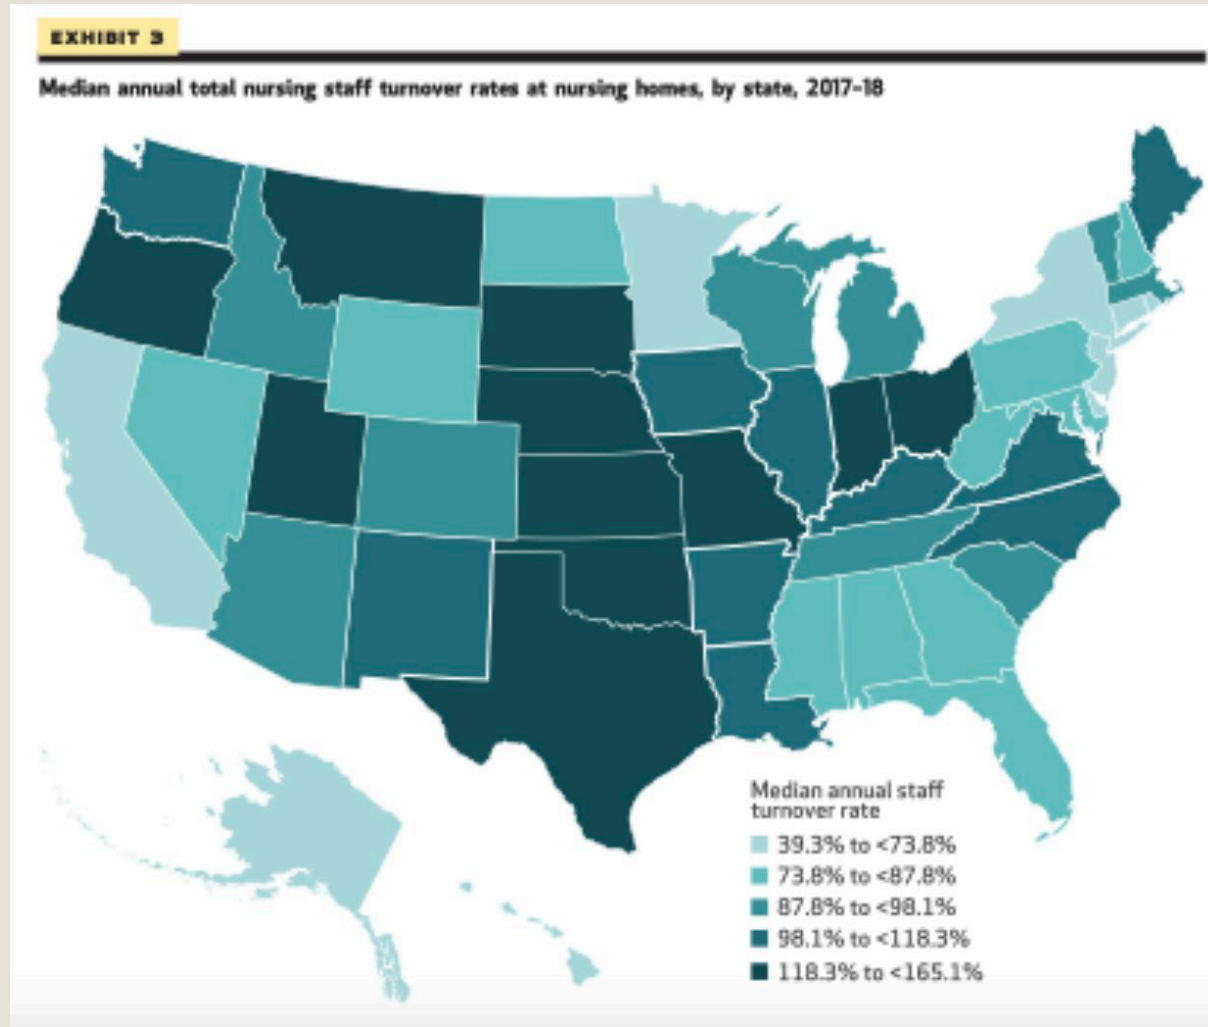 EXHIBIT 3
Median annual total nursing staff turnover rates at nursing homes, by state, 2017–18
Median annual staff
turnover rate
39.3% to <73.8%
73.8% to <87.8%
87.8% to <98.1%
98.1% to <118.3%
118.3% to <165.1%